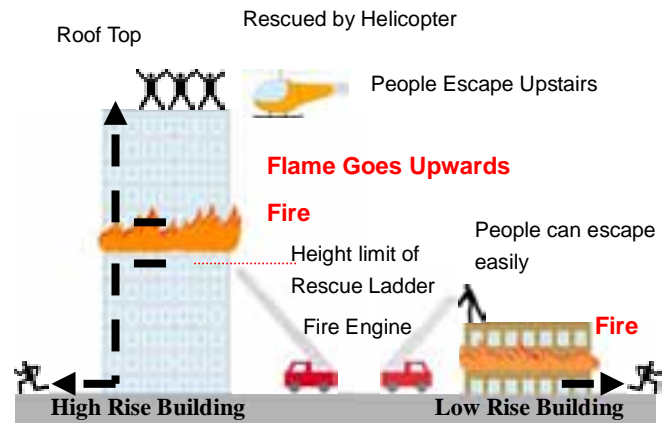 Rescued by Helicopter
Roof Top
People Escape Upstairs
Flame Goes Upwards
Fire
People can escape
easily
Height limit of
Rescue Ladder
Fire Engine
Fire
High Rise Building
Low Rise Building